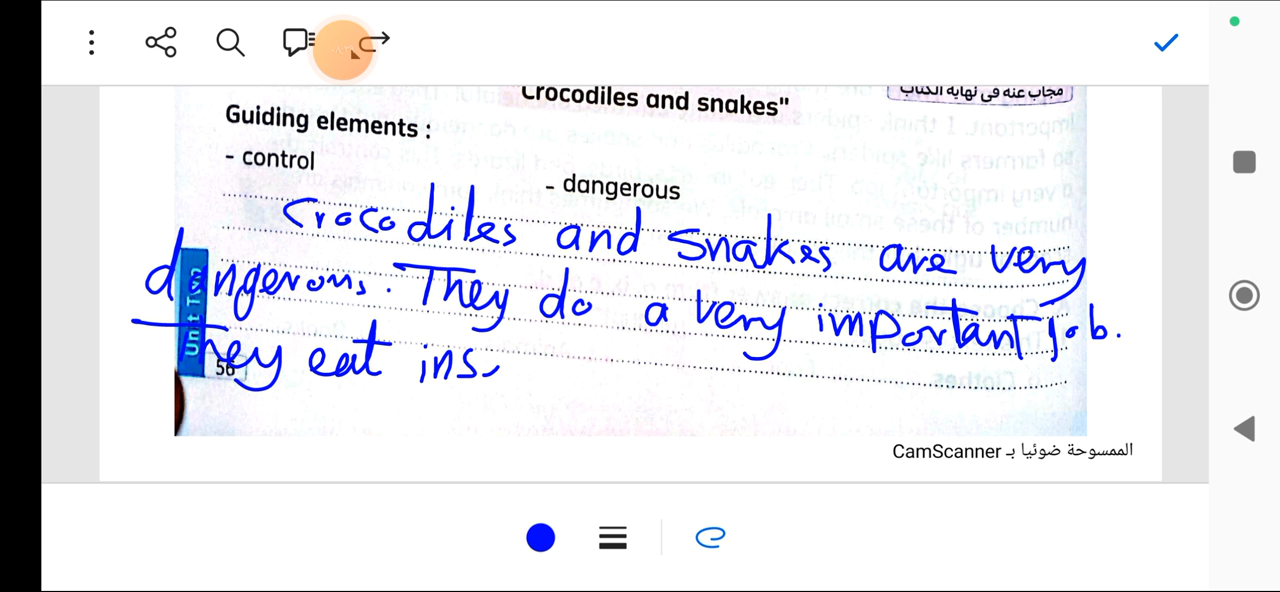 Crocodiles and snakes"
مجاب عنه فى نهاية الكتاب
Guiding elements :
- control
- dangerous
Crocodiles and snakes are very
dangerous. They do a very important job.
They eat ins
Unit Two
56
الممسوحة ضوئيا بـ CamScanner